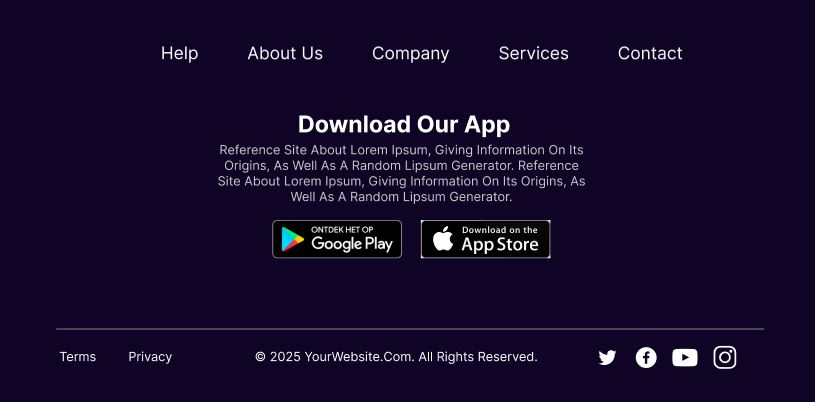 Help About Us Company Services Contact
Download Our App
Reference Site About Lorem Ipsum, Giving Information On Its
Origins, As Well As A Random Lipsum Generator. Reference
Site About Lorem Ipsum, Giving Information On Its Origins, As
Well As A Random Lipsum Generator.
ONTDEK HET OP
Google Play
Download on the
App Store
Terms Privacy © 2025 YourWebsite.Com. All Rights Reserved.